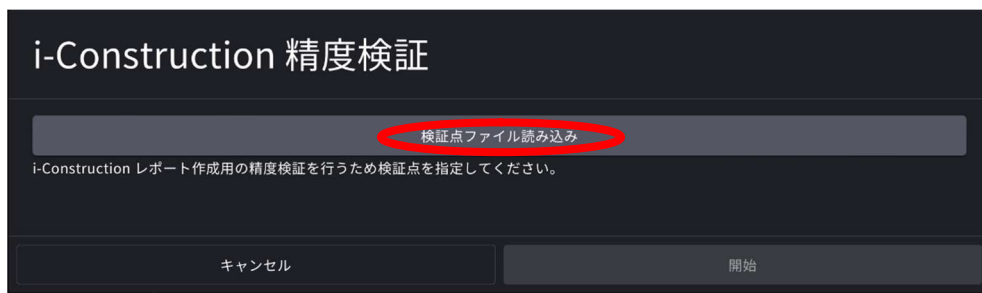 i-Construction 精度検証
検証点ファイル読み込み
i-Construction レポート作成用の精度検証を行うため検証点を指定してください。
キャンセル
開始